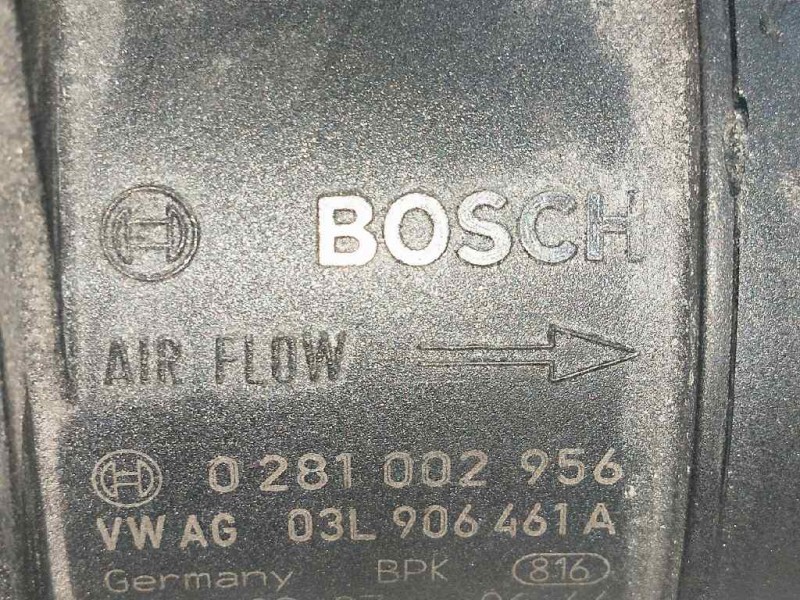 BOSCH
AIR FLOW
0 281 002 956
VW AG 03L 906 461 A
Germany BPK 816